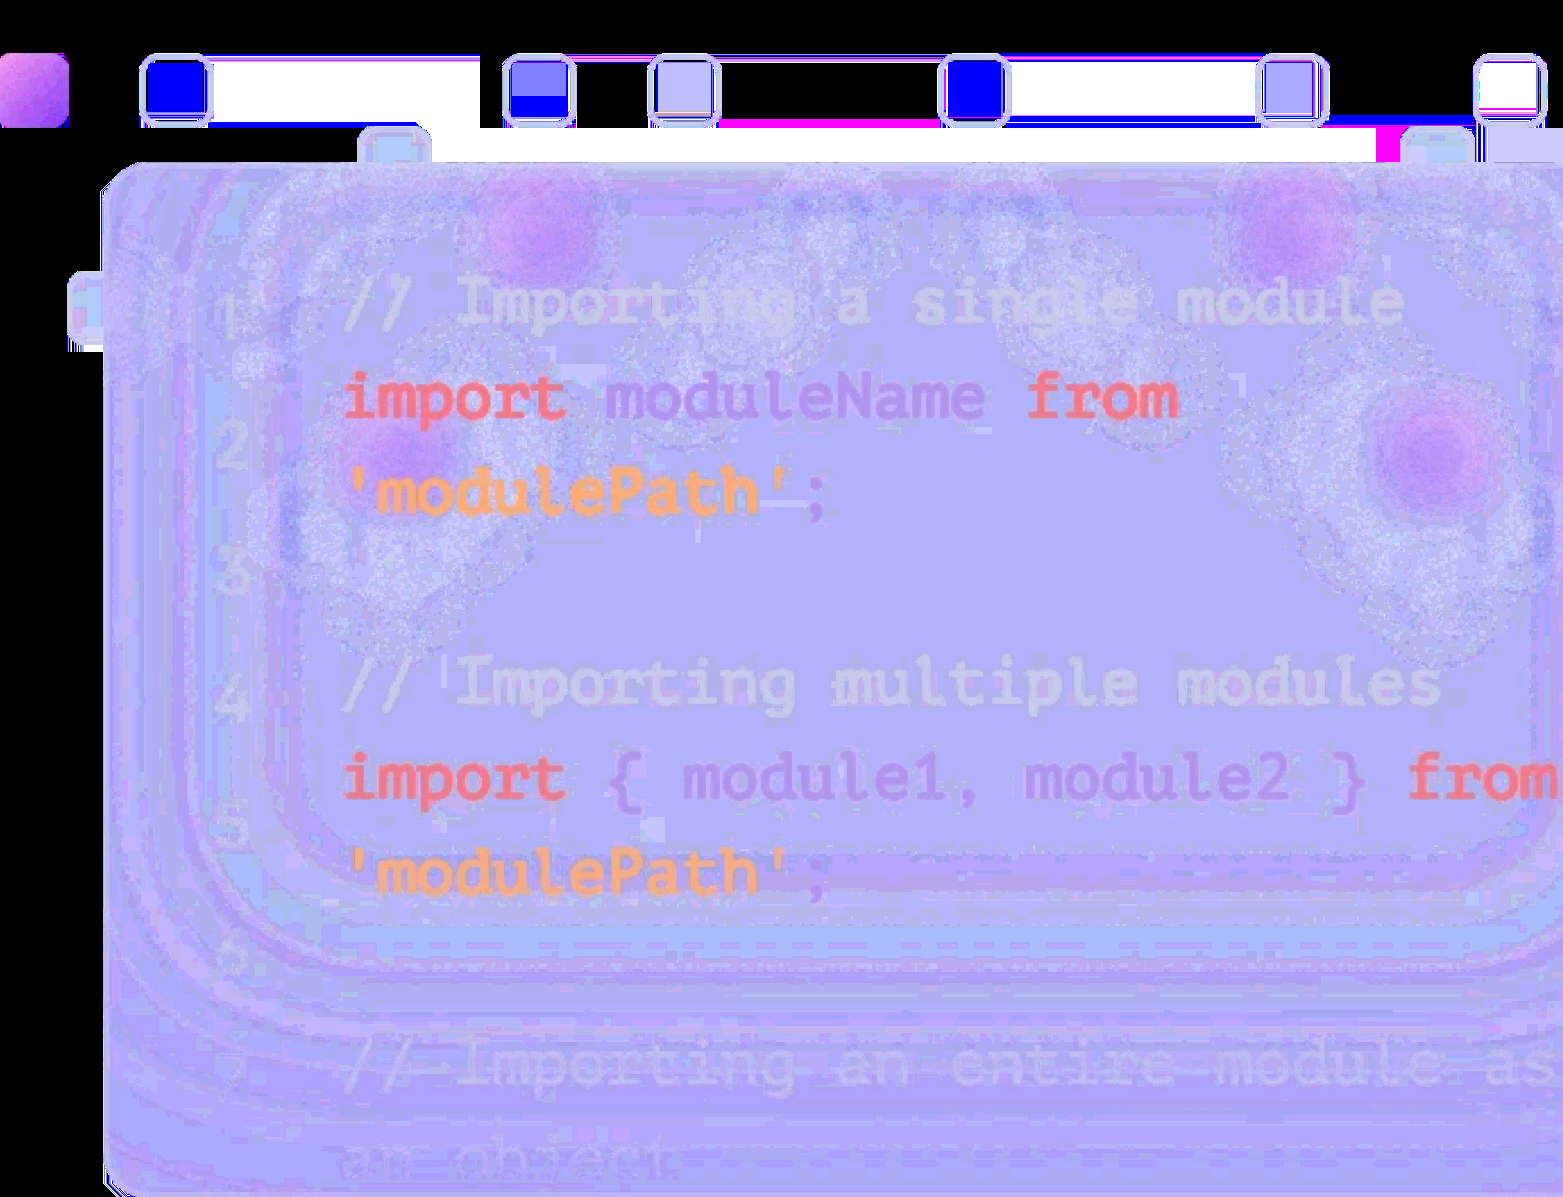 1
// Importing a single module
import moduleName from
2
'modulePath';
3
// Importing multiple modules
4
import { module1, module2 } from
5
'modulePath';
6
// Importing an entire module as
7
an object